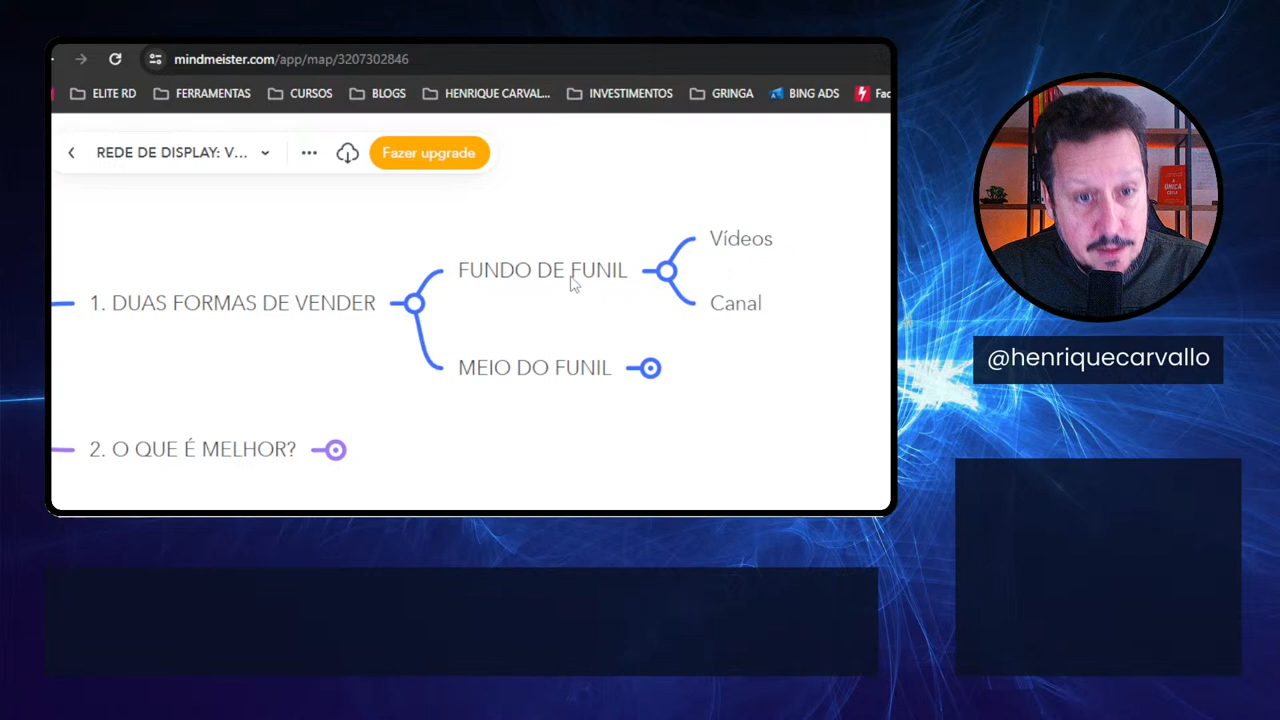 mindmeister.com/app/map/3207302846
ELITE RD FERRAMENTAS CURSOS BLOGS HENRIQUE CARVAL... INVESTIMENTOS GRINGA BING ADS Fac
REDE DE DISPLAY: V... Fazer upgrade
Vídeos
FUNDO DE FUNIL
1. DUAS FORMAS DE VENDER
Canal
MEIO DO FUNIL
2. O QUE É MELHOR?
A ÚNICA COISA
@henriquecarvallo